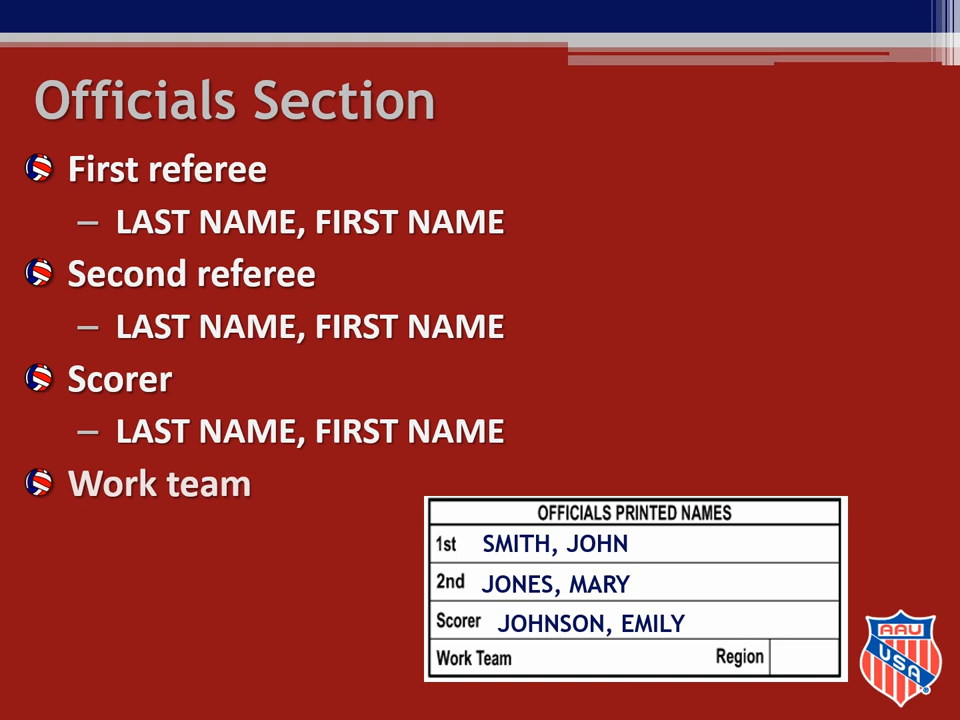 Officials Section
First referee
– LAST NAME, FIRST NAME
Second referee
– LAST NAME, FIRST NAME
Scorer
– LAST NAME, FIRST NAME
Work team
OFFICIALS PRINTED NAMES
1st SMITH, JOHN
2nd JONES, MARY
Scorer JOHNSON, EMILY
Work Team Region
AAU
USA
®